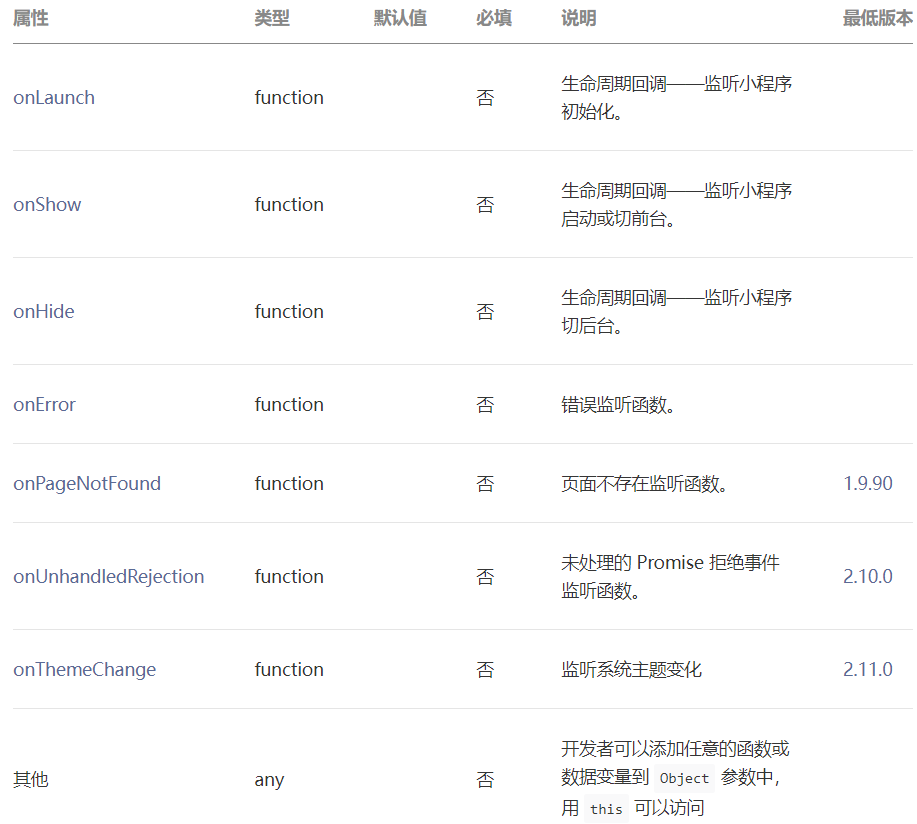 属性 类型 默认值 必填 说明 最低版本
onLaunch function 否 生命周期回调——监听小程序
初始化。
onShow function 否 生命周期回调——监听小程序
启动或切前台。
onHide function 否 生命周期回调——监听小程序
切后台。
onError function 否 错误监听函数。
onPageNotFound function 否 页面不存在监听函数。 1.9.90
onUnhandledRejection function 否 未处理的 Promise 拒绝事件
监听函数。 2.10.0
onThemeChange function 否 监听系统主题变化 2.11.0
其他 any 否 开发者可以添加任意的函数或
数据变量到 Object 参数中，
用 this 可以访问